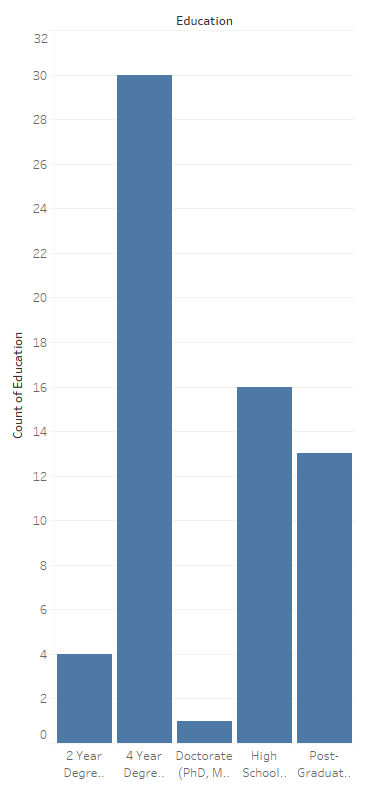 Education
32
30
28
26
24
22
20
18
16
14
12
10
8
6
4
2
0
Count of Education
2 Year
Degre..
4 Year
Degre..
Doctorate
(PhD, M..
High
School..
Post-
Graduat..